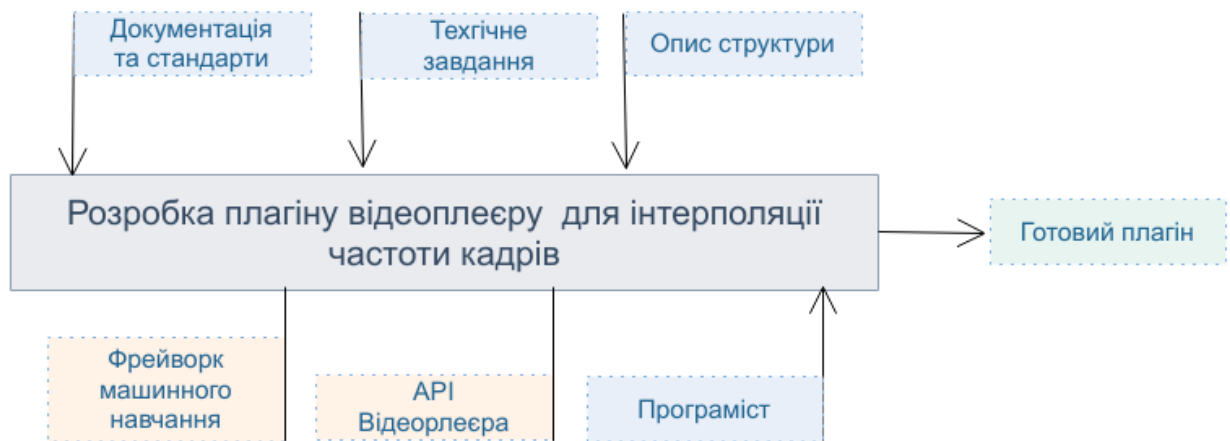 Документація
та стандарти
Техгічне
завдання
Опис структури
Розробка плагіну відеоплеєру для інтерполяції
частоти кадрів
Готовий плагін
Фрейворк
машинного
навчання
АРІ
Відеорлеєра
Програміст